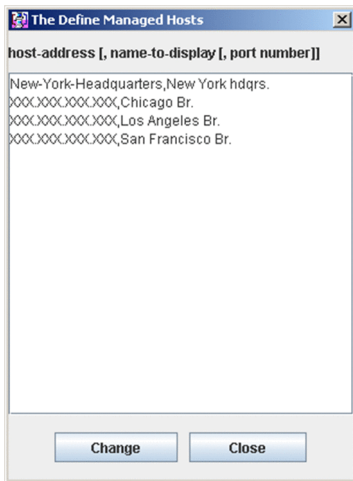 The Define Managed Hosts
host-address [, name-to-display [, port number]]
New-York-Headquarters,New York hdqrs.
XXX.XXX.XXX.XXX,Chicago Br.
XXX.XXX.XXX.XXX,Los Angeles Br.
XXX.XXX.XXX.XXX,San Francisco Br.
Change
Close